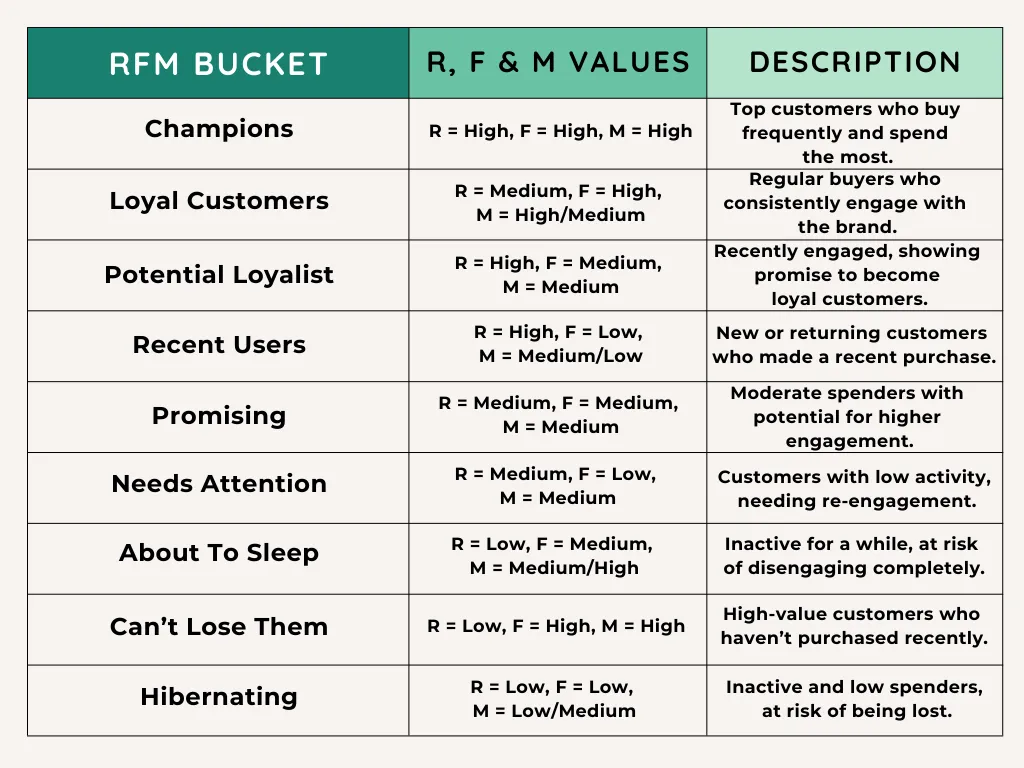 RFM BUCKET
R, F & M VALUES
DESCRIPTION
Champions
R = High, F = High, M = High
Top customers who buy
frequently and spend
the most.
Loyal Customers
R = Medium, F = High,
M = High/Medium
Regular buyers who
consistently engage with
the brand.
Potential Loyalist
R = High, F = Medium,
M = Medium
Recently engaged, showing
promise to become
loyal customers.
Recent Users
R = High, F = Low,
M = Medium/Low
New or returning customers
who made a recent purchase.
Promising
R = Medium, F = Medium,
M = Medium
Moderate spenders with
potential for higher
engagement.
Needs Attention
R = Medium, F = Low,
M = Medium
Customers with low activity,
needing re-engagement.
About To Sleep
R = Low, F = Medium,
M = Medium/High
Inactive for a while, at risk
of disengaging completely.
Can’t Lose Them
R = Low, F = High, M = High
High-value customers who
haven’t purchased recently.
Hibernating
R = Low, F = Low,
M = Low/Medium
Inactive and low spenders,
at risk of being lost.